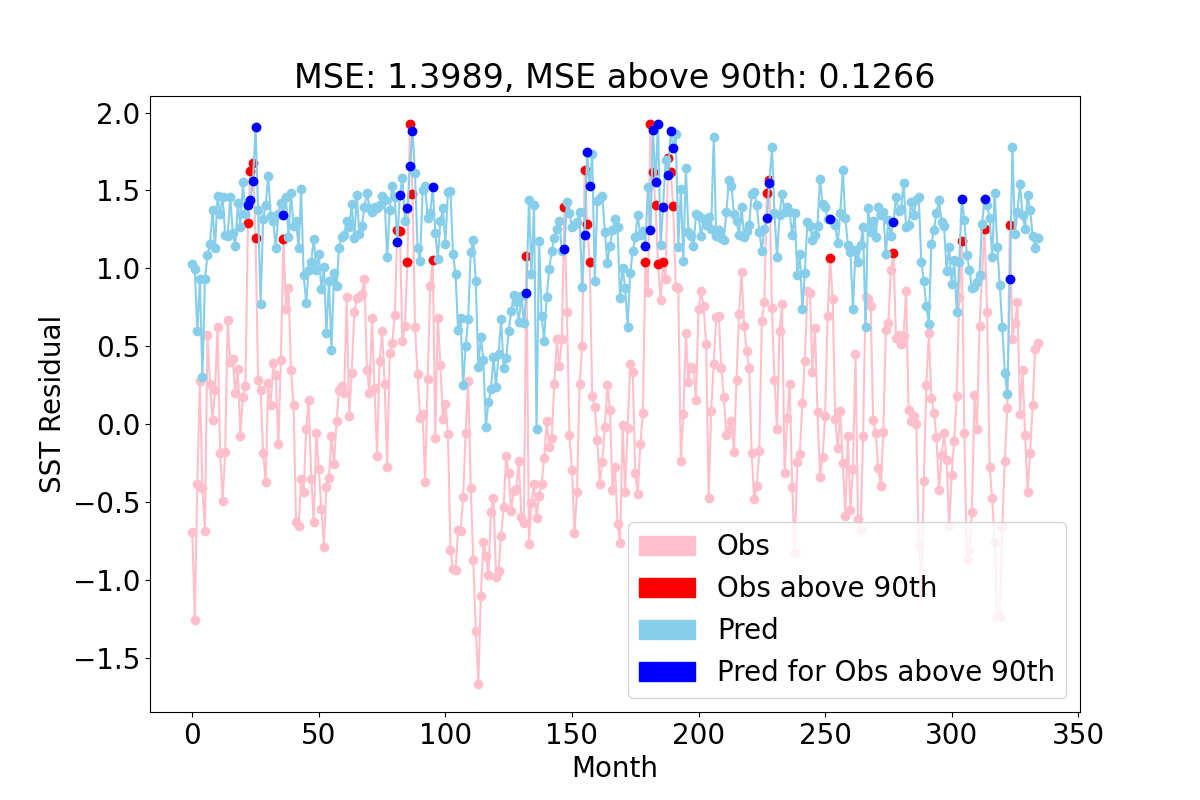 MSE: 1.3989, MSE above 90th: 0.1266
2.0
1.5
1.0
0.5
0.0
−0.5
−1.0
−1.5
SST Residual
Obs
Obs above 90th
Pred
Pred for Obs above 90th
0 50 100 150 200 250 300 350
Month